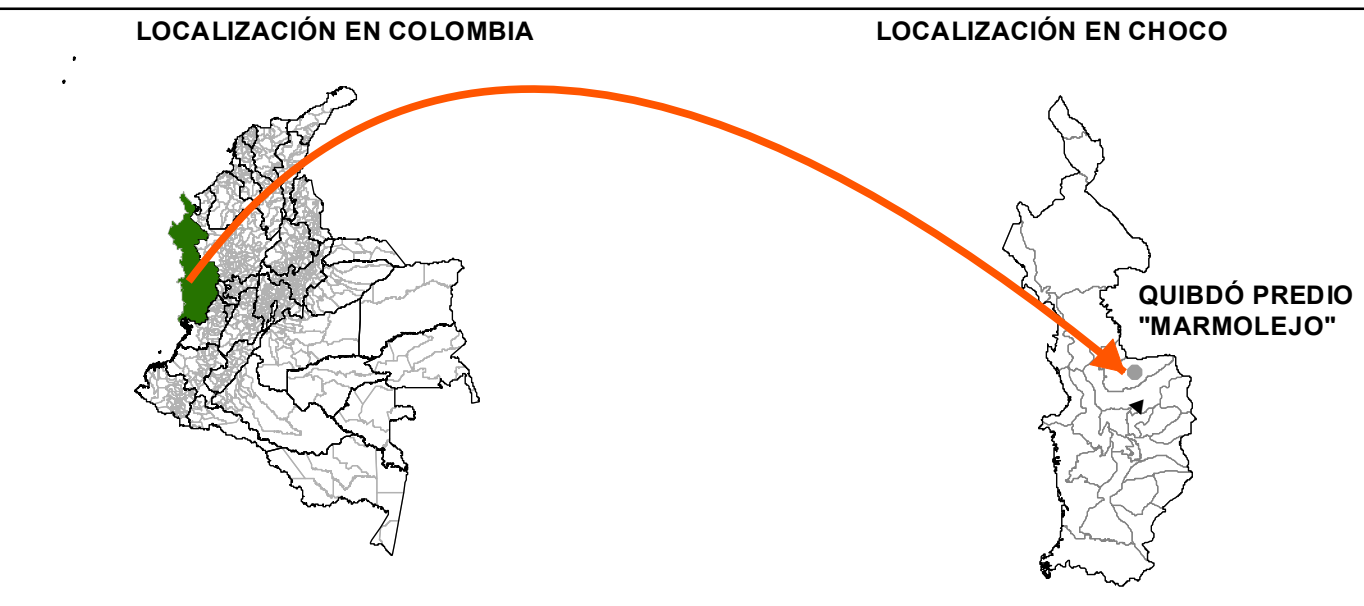 LOCALIZACIÓN EN COLOMBIA
LOCALIZACIÓN EN CHOCO
QUIBDÓ PREDIO
"MARMOLEJO"